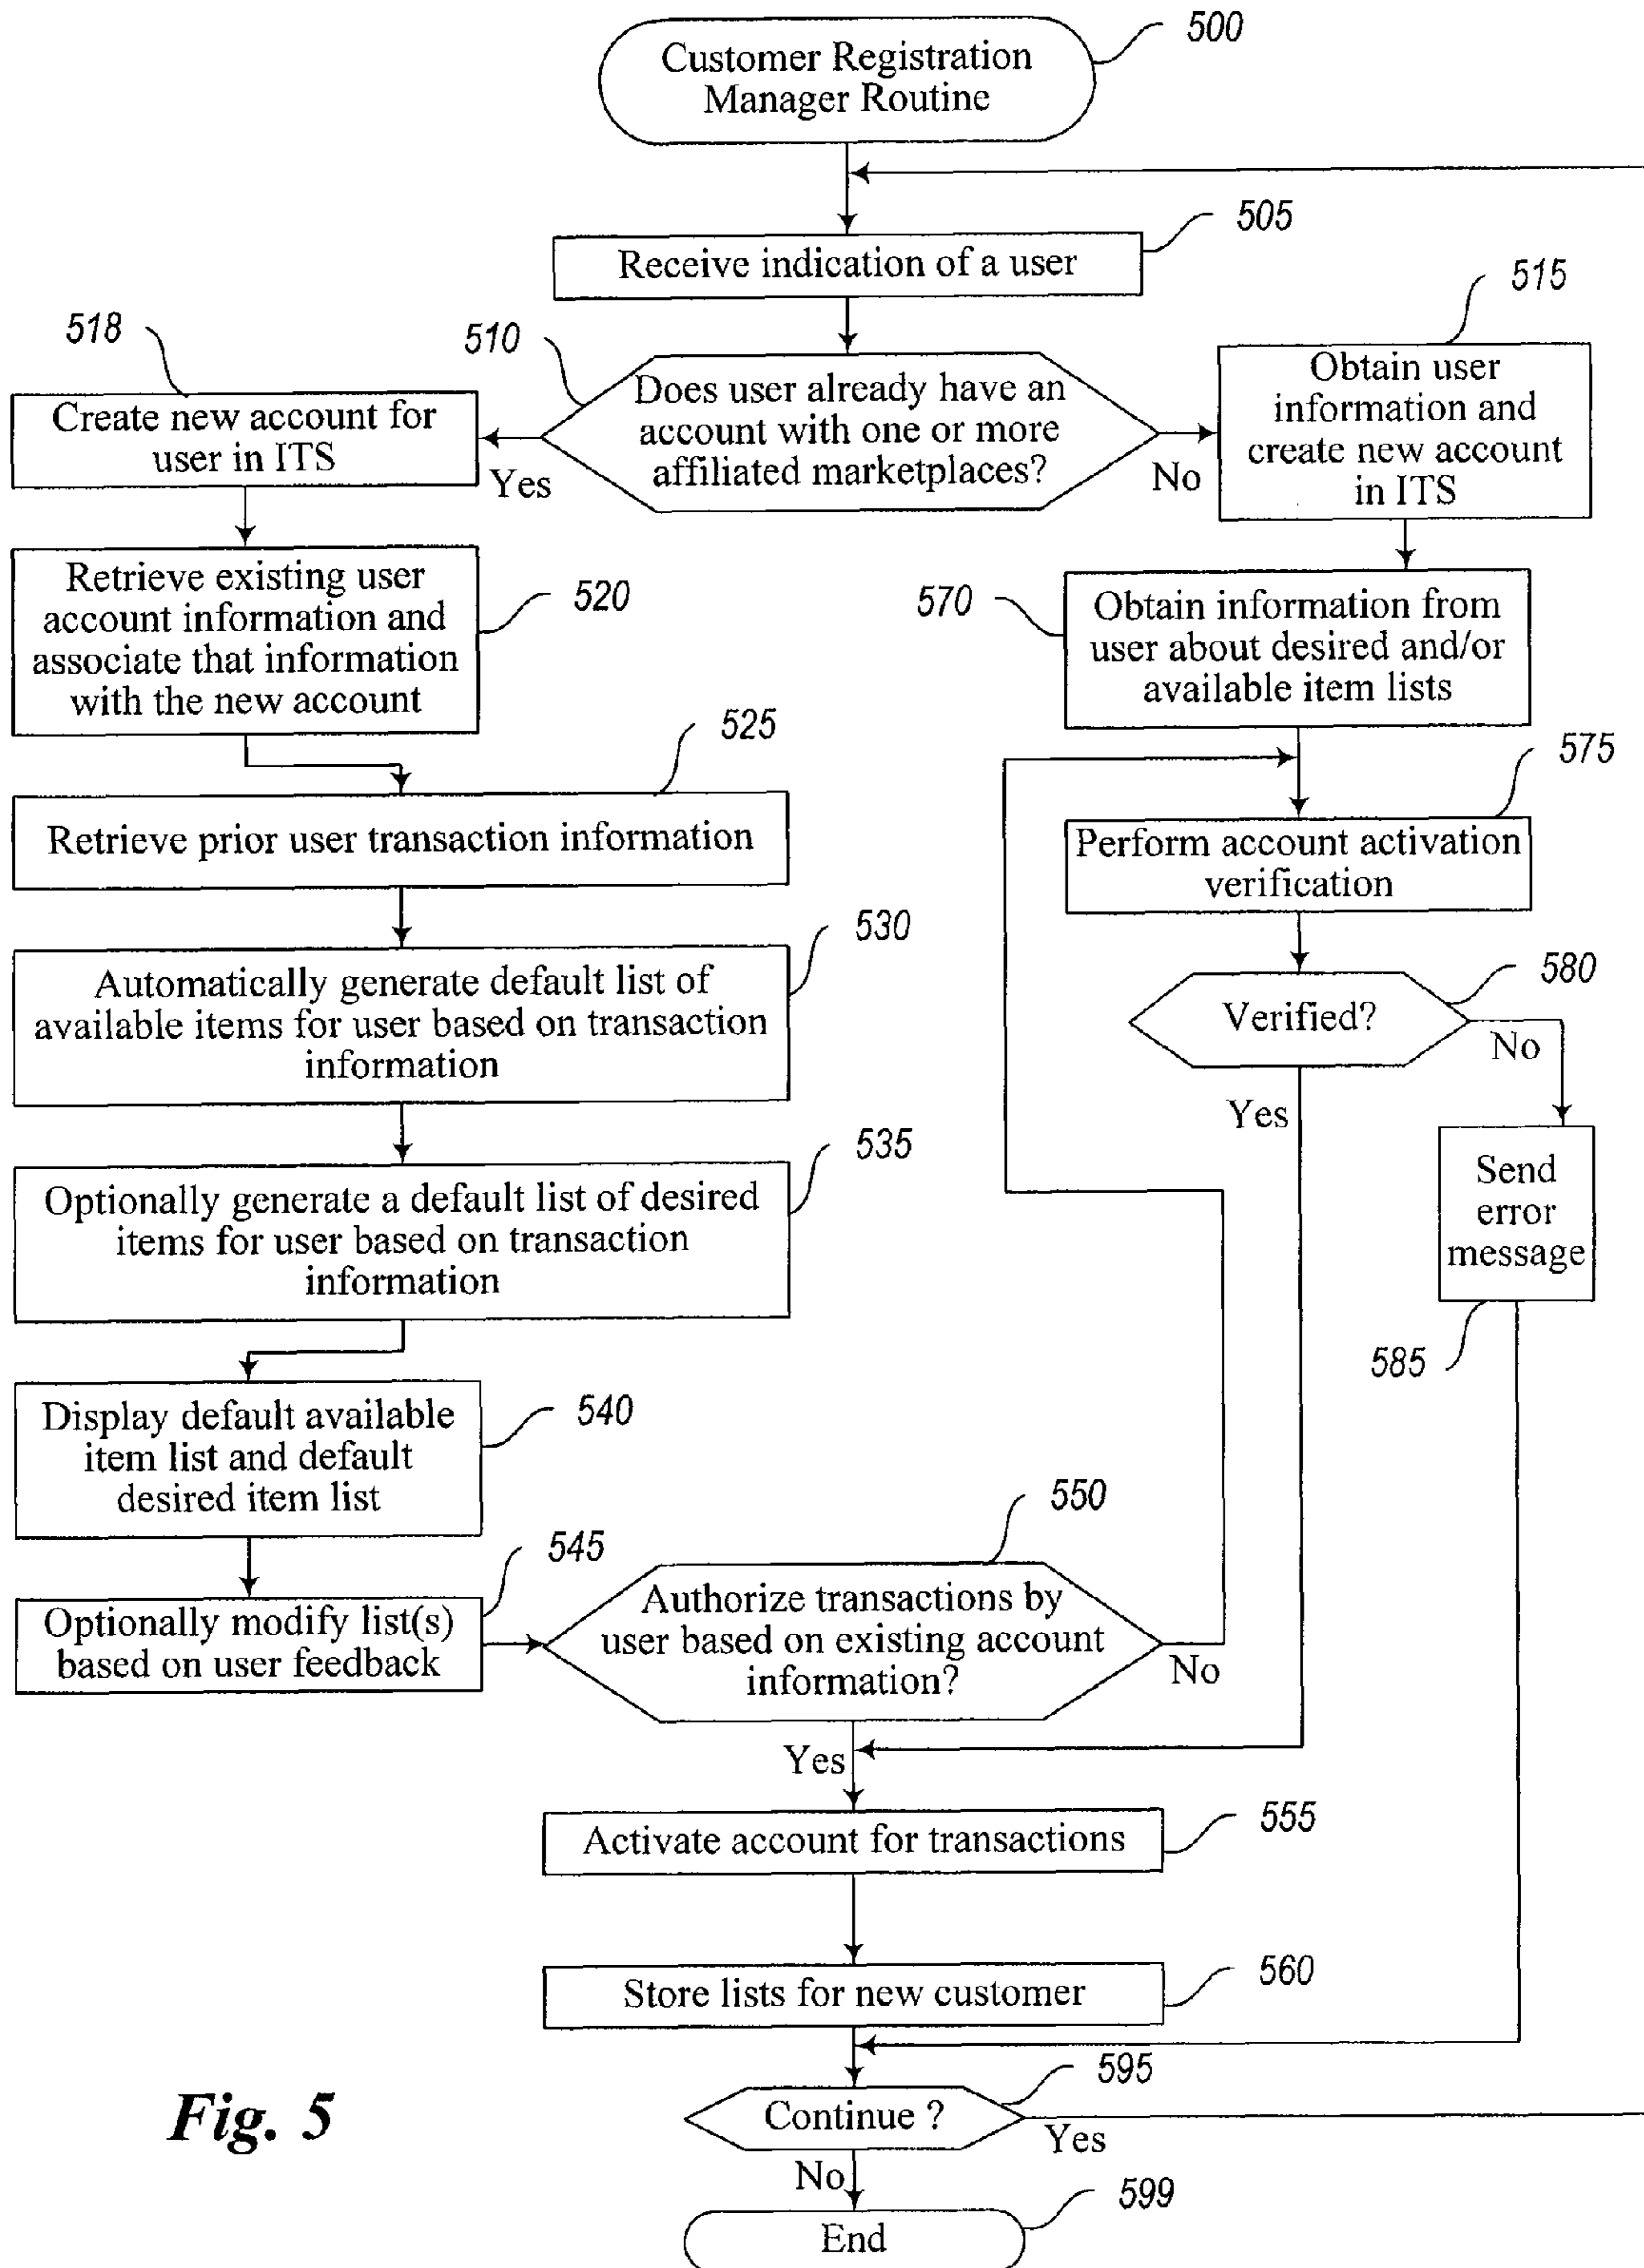 500
Customer Registration
Manager Routine
505
Receive indication of a user
510
Does user already have an
account with one or more
affiliated marketplaces?
Yes
No
515
Obtain user
information and
create new account
in ITS
518
Create new account for
user in ITS
520
Retrieve existing user
account information and
associate that information
with the new account
525
Retrieve prior user transaction information
530
Automatically generate default list of
available items for user based on transaction
information
535
Optionally generate a default list of desired
items for user based on transaction
information
540
Display default available
item list and default
desired item list
545
Optionally modify list(s)
based on user feedback
550
Authorize transactions by
user based on existing account
information?
No
Yes
570
Obtain information from
user about desired and/or
available item lists
575
Perform account activation
verification
580
Verified?
No
Yes
Send
error
message
585
555
Activate account for transactions
560
Store lists for new customer
595
Continue ?
Yes
No
599
End
Fig. 5